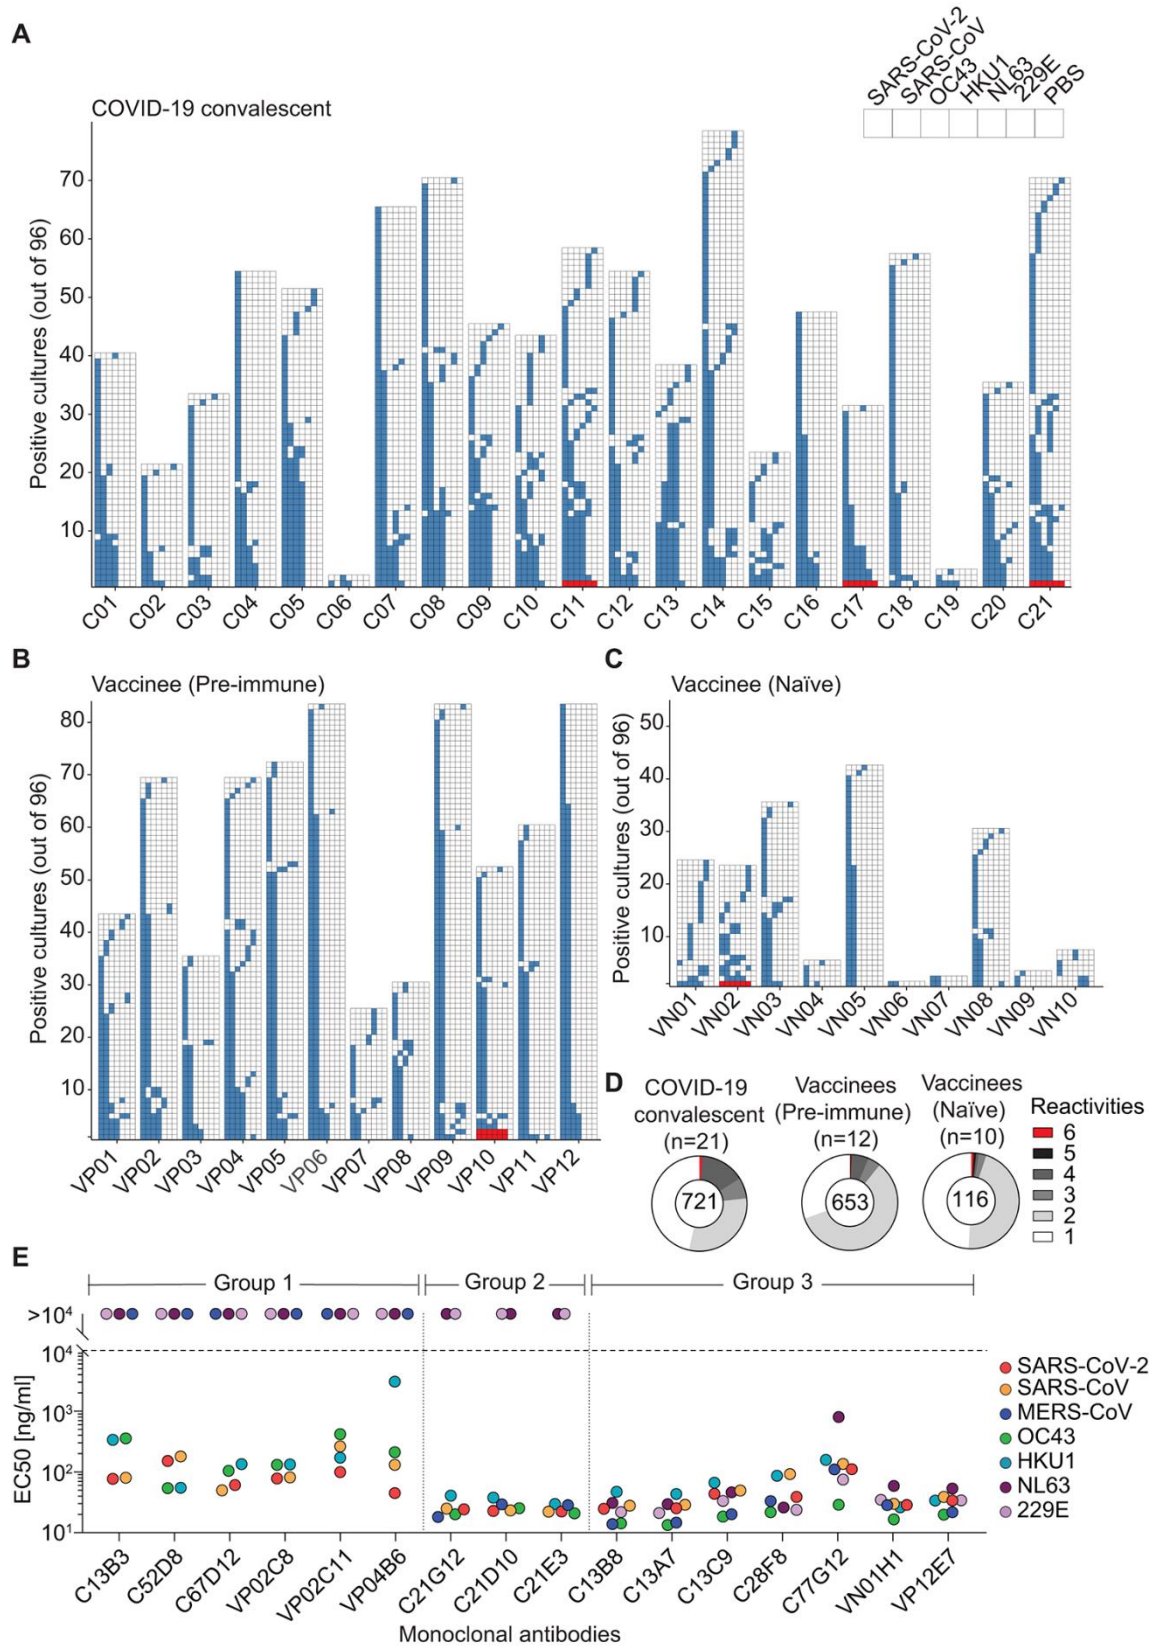 A
SARS-CoV-2
SARS-CoV
OC43
HKU1
NL63
229E
PBS
COVID-19 convalescent
Positive cultures (out of 96)
70
60
50
40
30
20
10
C01 C02 C03 C04 C05 C06 C07 C08 C09 C10 C11 C12 C13 C14 C15 C16 C17 C18 C19 C20 C21
B
Vaccinee (Pre-immune)
Positive cultures (out of 96)
80
70
60
50
40
30
20
10
VP01 VP02 VP03 VP04 VP05 VP06 VP07 VP08 VP09 VP10 VP11 VP12
C
Vaccinee (Naïve)
Positive cultures (out of 96)
50
40
30
20
10
VN01 VN02 VN03 VN04 VN05 VN06 VN07 VN08 VN09 VN10
D
COVID-19
convalescent
(n=21)
721
Vaccinees
(Pre-immune)
(n=12)
653
Vaccinees
(Naïve)
(n=10)
116
Reactivities
6
5
4
3
2
1
E
Group 1 Group 2 Group 3
EC50 [ng/ml]
>10⁴
10⁴
10³
10²
10¹
C13B3 C52D8 C67D12 VP02C8 VP02C11 VP04B6 C21G12 C21D10 C21E3 C13B8 C13A7 C13C9 C28F8 C77G12 VN01H1 VP12E7
Monoclonal antibodies
SARS-CoV-2
SARS-CoV
MERS-CoV
OC43
HKU1
NL63
229E